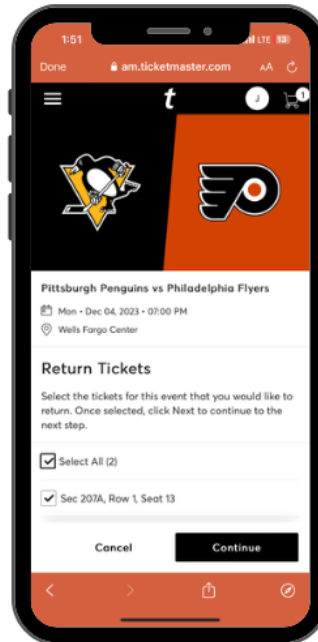 1:51
LTE 13
Done
am.ticketmaster.com
AA
t
J
1
Pittsburgh Penguins vs Philadelphia Flyers
Mon • Dec 04, 2023 • 07:00 PM
Wells Fargo Center
Return Tickets
Select the tickets for this event that you would like to
return. Once selected, click Next to continue to the
next step.
Select All (2)
Sec 207A, Row 1, Seat 13
Cancel
Continue